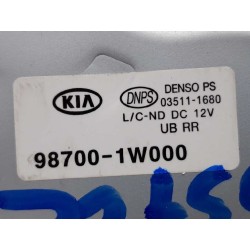 KIA
DNPS
DENSO PS
03511-1680
L/C-ND DC 12V
UB RR
98700-1W000